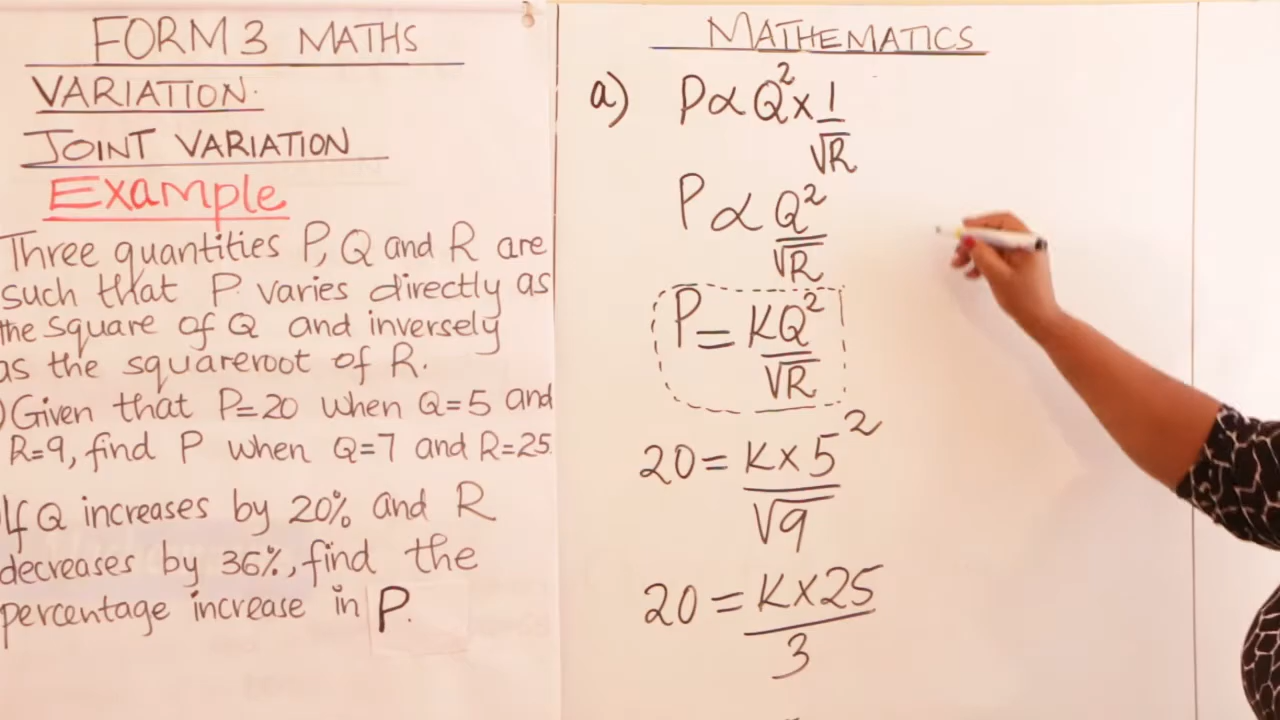 FORM 3 MATHS
VARIATION.
JOINT VARIATION
Example
Three quantities P, Q and R are
such that P varies directly as
the square of Q and inversely
as the squareroot of R.
)Given that P=20 when Q=5 and
R=9, find P when Q=7 and R=25.
If Q increases by 20% and R
decreases by 36%, find the
percentage increase in P.
MATHEMATICS
a) P∝Q²×1/√R
P∝Q²/√R
P=KQ²/√R
20=K×5²/√9
20=K×25/3